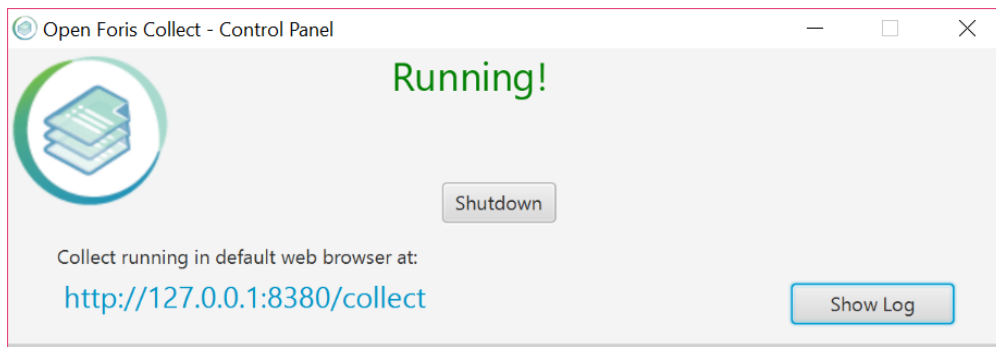 Open Foris Collect - Control Panel
Running!
Shutdown
Collect running in default web browser at:
http://127.0.0.1:8380/collect
Show Log